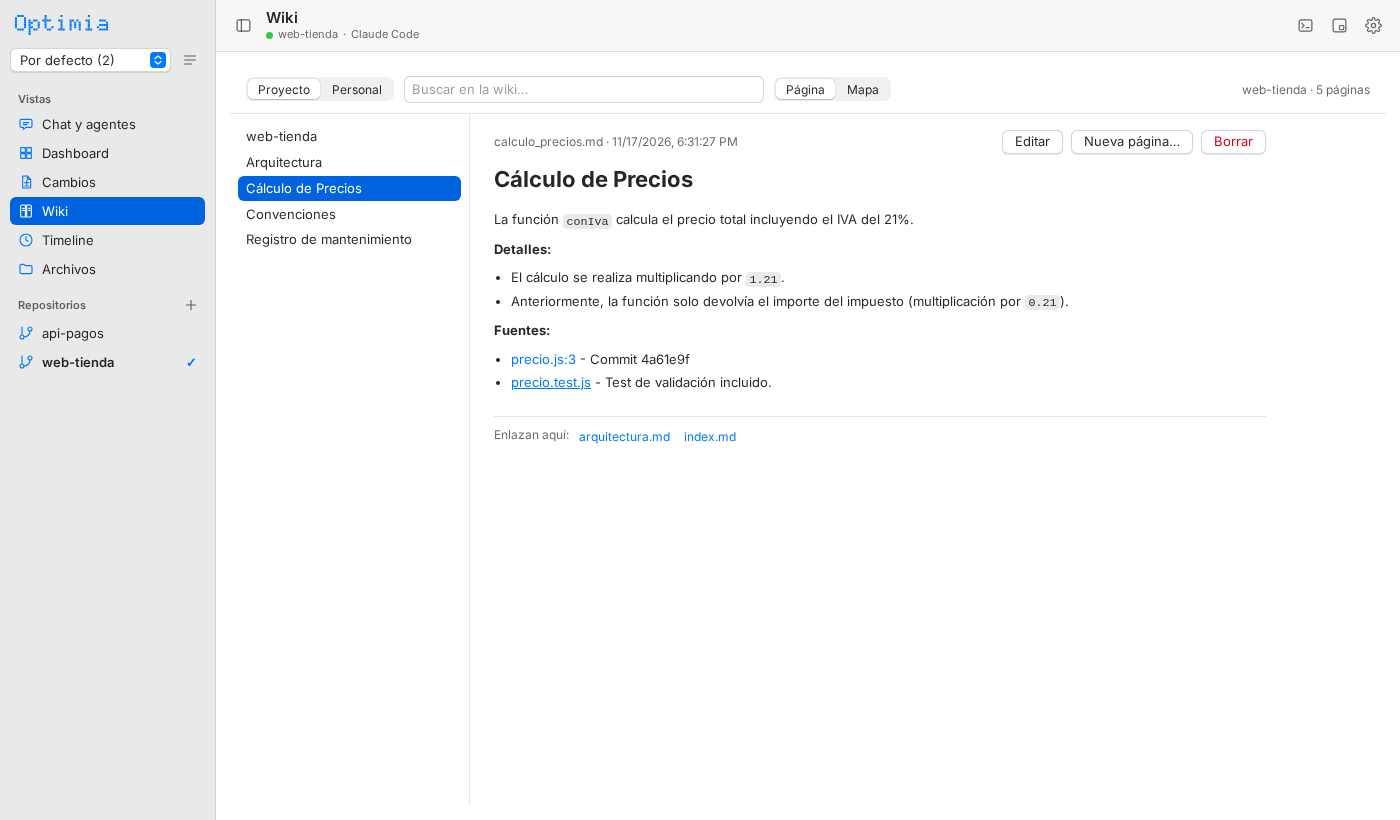 Optimia
Por defecto (2)
Vistas
Chat y agentes
Dashboard
Cambios
Wiki
Timeline
Archivos
Repositorios
api-pagos
web-tienda ✓
Wiki
web-tienda · Claude Code
Proyecto Personal Buscar en la wiki... Página Mapa web-tienda · 5 páginas
web-tienda
Arquitectura
Cálculo de Precios
Convenciones
Registro de mantenimiento
calculo_precios.md · 11/17/2026, 6:31:27 PM Editar Nueva página... Borrar
Cálculo de Precios
La función conIva calcula el precio total incluyendo el IVA del 21%.
Detalles:
• El cálculo se realiza multiplicando por 1.21.
• Anteriormente, la función solo devolvía el importe del impuesto (multiplicación por 0.21).
Fuentes:
• precio.js:3 - Commit 4a61e9f
• precio.test.js - Test de validación incluido.
Enlazan aquí: arquitectura.md index.md